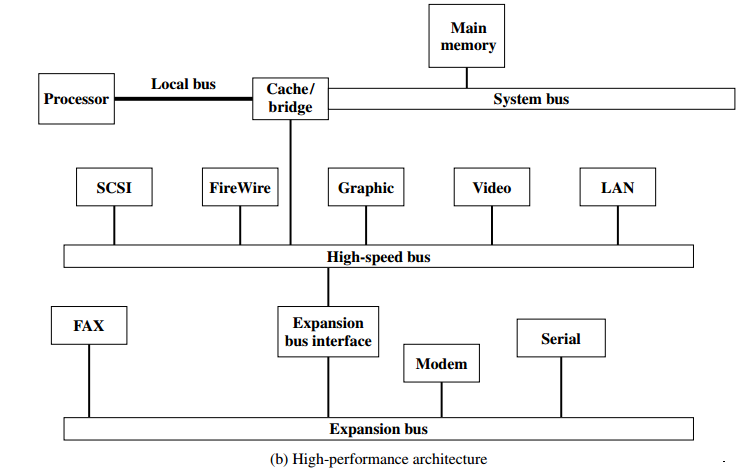 Main
memory
Local bus
Processor
Cache/
bridge
System bus
SCSI
FireWire
Graphic
Video
LAN
High-speed bus
FAX
Expansion
bus interface
Modem
Serial
Expansion bus
(b) High-performance architecture